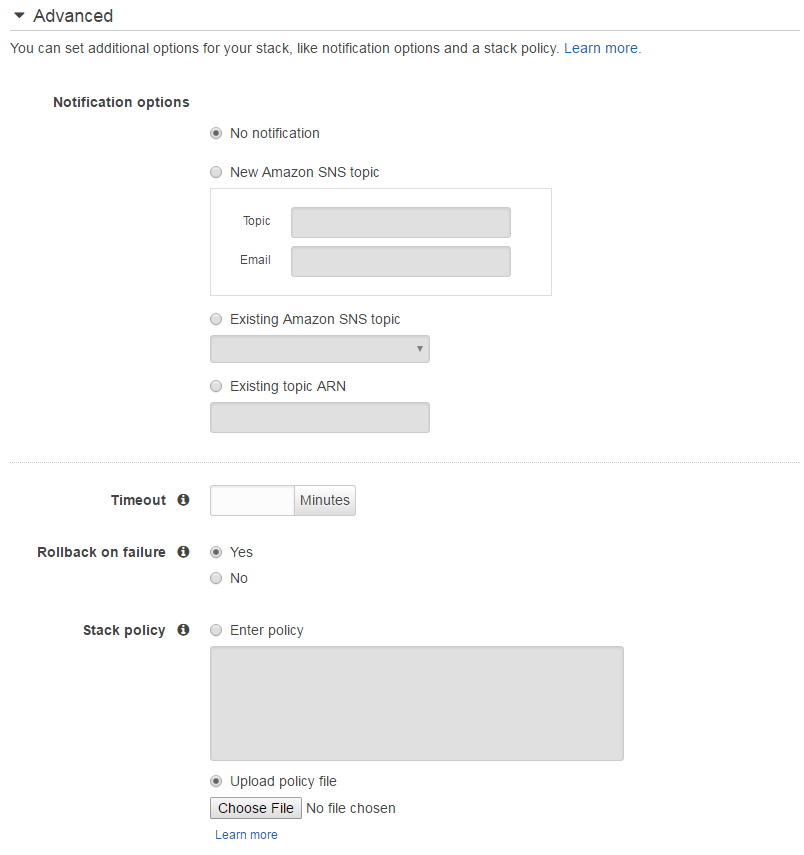 Advanced
You can set additional options for your stack, like notification options and a stack policy. Learn more.
Notification options
No notification
New Amazon SNS topic
Topic
Email
Existing Amazon SNS topic
Existing topic ARN
Timeout
Minutes
Rollback on failure
Yes
No
Stack policy
Enter policy
Upload policy file
Choose File No file chosen
Learn more